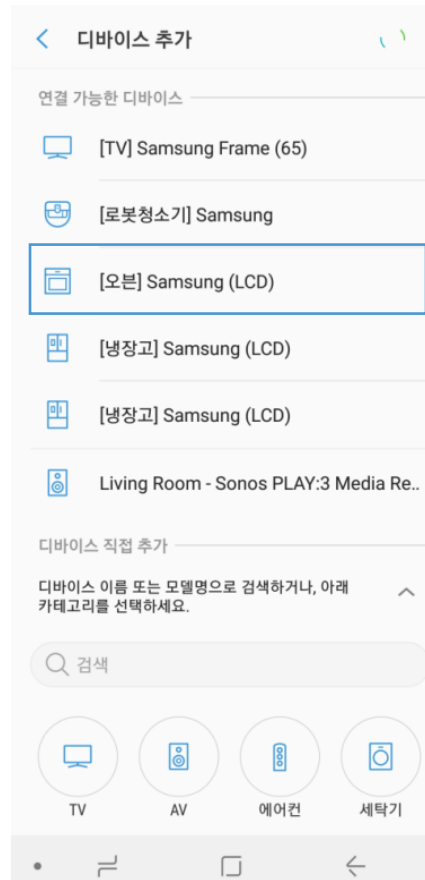 디바이스 추가
연결 가능한 디바이스
[TV] Samsung Frame (65)
[로봇청소기] Samsung
[오븐] Samsung (LCD)
[냉장고] Samsung (LCD)
[냉장고] Samsung (LCD)
Living Room - Sonos PLAY:3 Media Re..
디바이스 직접 추가
디바이스 이름 또는 모델명으로 검색하거나, 아래
카테고리를 선택하세요.
검색
TV AV 에어컨 세탁기